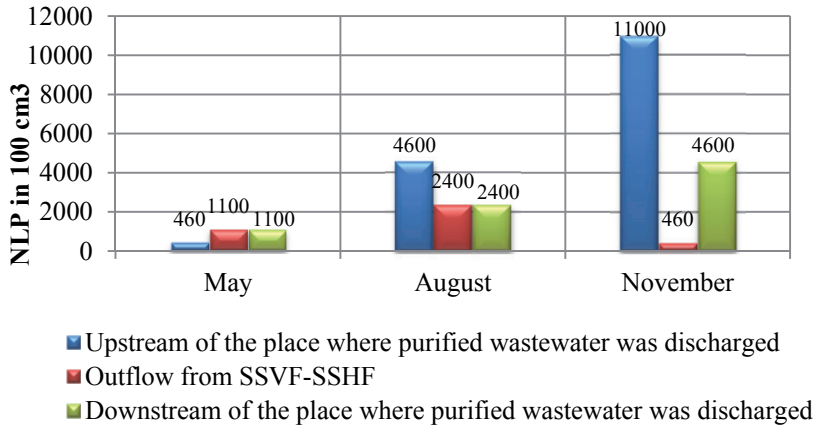 NLP in 100 cm3
12000
10000
8000
6000
4000
2000
0
460
1100
1100
4600
2400
2400
11000
460
4600
May
August
November
Upstream of the place where purified wastewater was discharged
Outflow from SSVF-SSHF
Downstream of the place where purified wastewater was discharged